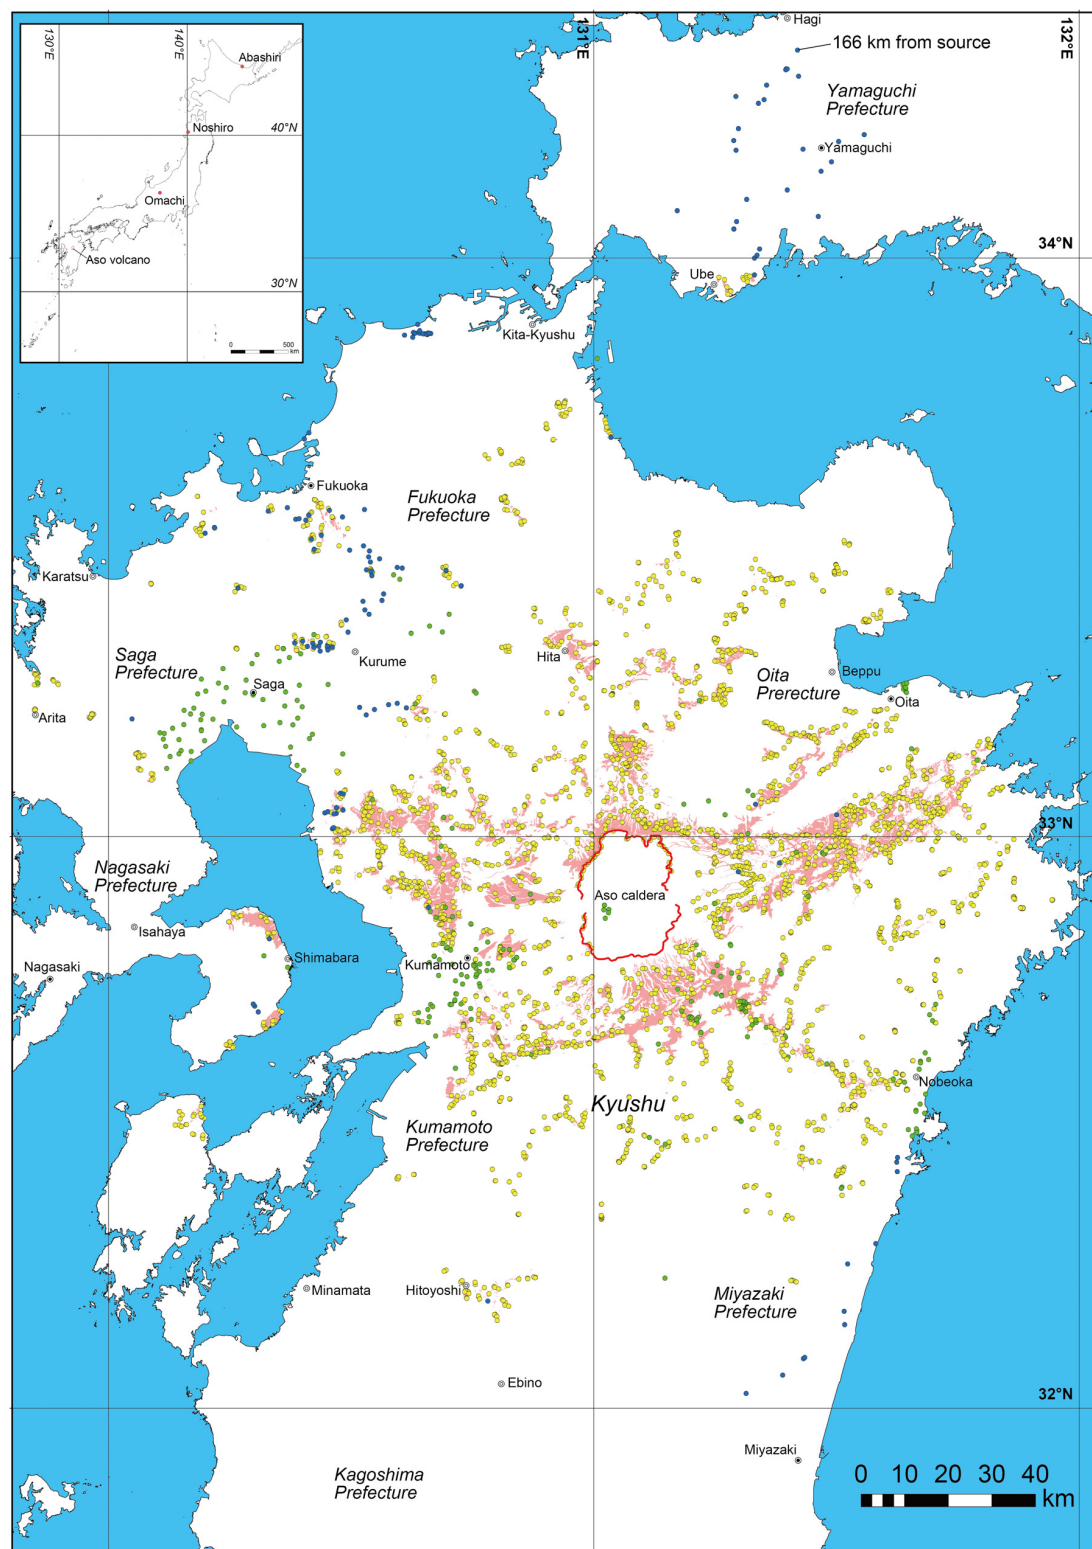 Hagi
131°E
132°E
166 km from source
Yamaguchi
Prefecture
Yamaguchi
130°E
140°E
Abashiri
Noshiro
40°N
Omachi
Aso volcano
30°N
0
500
km
34°N
Ube
Kita-Kyushu
Fukuoka
Fukuoka
Prefecture
Karatsu
Saga
Prefecture
Kurume
Hita
Saga
Oita
Prerecture
Beppu
Oita
Arita
33°N
Nagasaki
Prefecture
Aso caldera
Isahaya
Shimabara
Kumamoto
Nagasaki
Nobeoka
Kyushu
Kumamoto
Prefecture
Minamata
Hitoyoshi
Miyazaki
Prefecture
Ebino
32°N
Miyazaki
Kagoshima
Prefecture
0 10 20 30 40
km